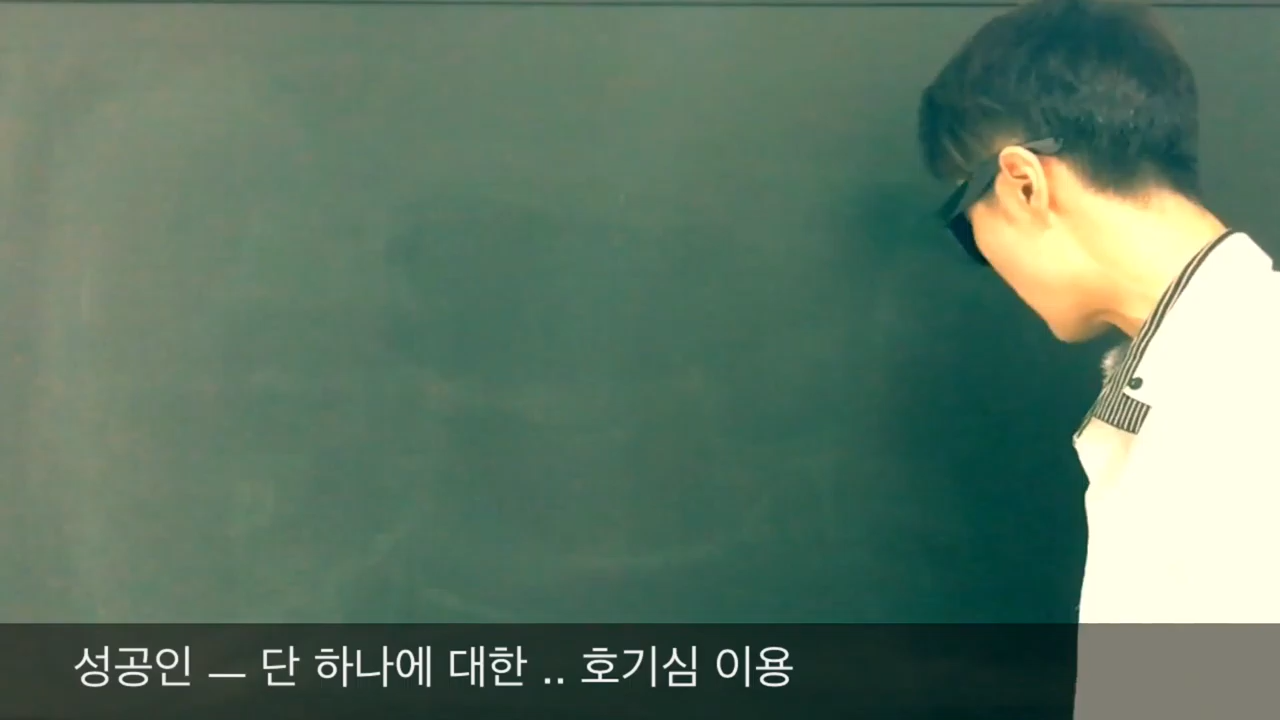 성공인 ㅡ 단 하나에 대한 .. 호기심 이용